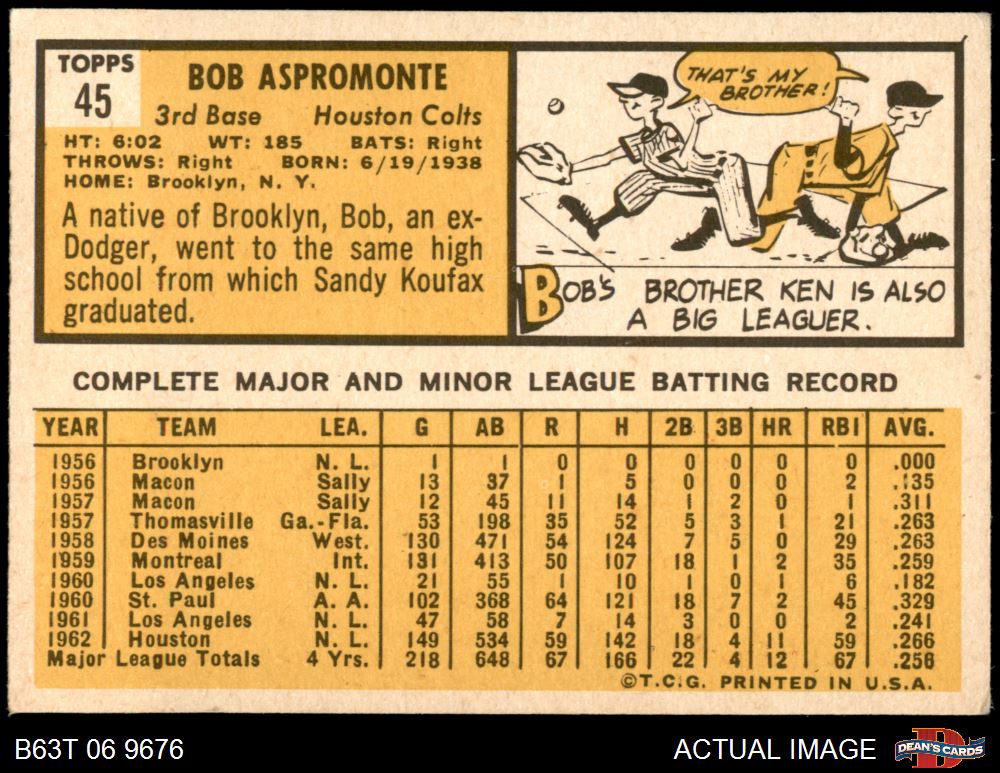 TOPPS
45
BOB ASPROMONTE
3rd Base Houston Colts
HT: 6:02 WT: 185 BATS: Right
THROWS: Right BORN: 6/19/1938
HOME: Brooklyn, N. Y.
A native of Brooklyn, Bob, an ex-
Dodger, went to the same high
school from which Sandy Koufax
graduated.
THAT'S MY
BROTHER!
BOB'S BROTHER KEN IS ALSO
A BIG LEAGUER.
COMPLETE MAJOR AND MINOR LEAGUE BATTING RECORD
YEAR TEAM LEA. G AB R H 2B 3B HR RBI AVG.
1956 Brooklyn N. L. 1 1 0 0 0 0 0 0 .000
1956 Macon Sally 13 37 1 5 0 0 0 2 .135
1957 Macon Sally 12 45 11 14 1 2 0 1 .311
1957 Thomasville Ga.-Fla. 53 198 35 52 5 3 1 21 .263
1958 Des Moines West. 130 471 54 124 7 5 0 29 .263
1959 Montreal Int. 131 413 50 107 18 1 2 35 .259
1960 Los Angeles N. L. 21 55 1 10 1 0 1 6 .182
1960 St. Paul A. A. 102 368 64 121 18 7 2 45 .329
1961 Los Angeles N. L. 47 58 7 14 3 0 0 2 .241
1962 Houston N. L. 149 534 59 142 18 4 11 59 .266
Major League Totals 4 Yrs. 218 648 67 166 22 4 12 67 .256
©T.C.G. PRINTED IN U.S.A.
B63T 06 9676 ACTUAL IMAGE
D
DEAN'S CARDS